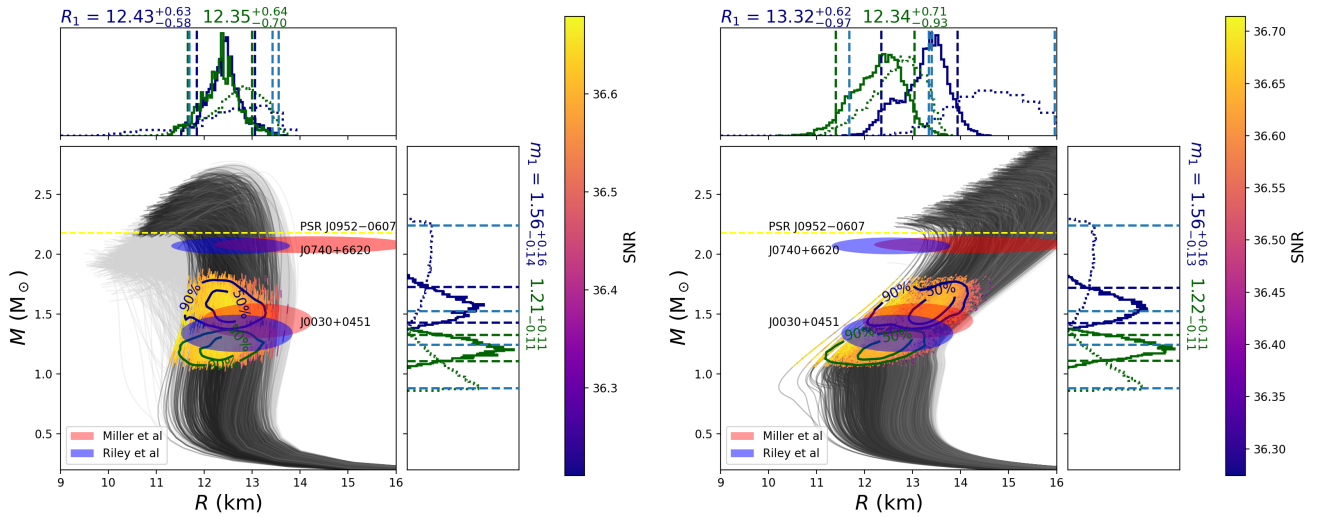 R₁ = 12.43⁺⁰·⁶³₋₀.₅₈ 12.35⁺⁰·⁶⁴₋₀.₇₀
M (M⊙)
2.5
2.0
1.5
1.0
0.5
PSR J0952−0607
J0740+6620
J0030+0451
90%
50%
Miller et al
Riley et al
9 10 11 12 13 14 15 16
R (km)
m₁ = 1.56⁺⁰·¹⁶₋₀.₁₄ 1.21⁺⁰·¹¹₋₀.₁₁
36.6
36.5
36.4
36.3
SNR
R₁ = 13.32⁺⁰·⁶²₋₀.₉₇ 12.34⁺⁰·⁷¹₋₀.₉₃
M (M⊙)
2.5
2.0
1.5
1.0
0.5
PSR J0952−0607
J0740+6620
J0030+0451
90%
50%
90%
50%
Miller et al
Riley et al
9 10 11 12 13 14 15 16
R (km)
m₁ = 1.56⁺⁰·¹⁶₋₀.₁₃ 1.22⁺⁰·¹¹₋₀.₁₁
36.70
36.65
36.60
36.55
36.50
36.45
36.40
36.35
36.30
SNR